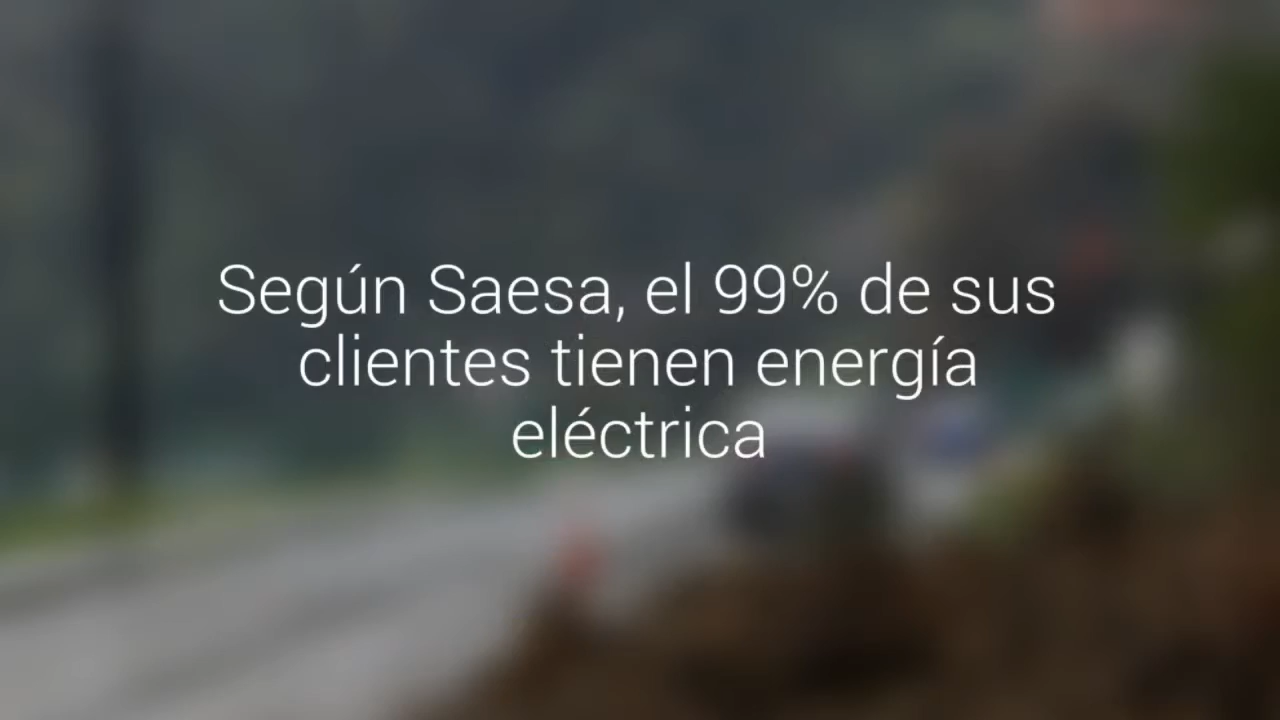 Según Saesa, el 99% de sus
clientes tienen energía
eléctrica